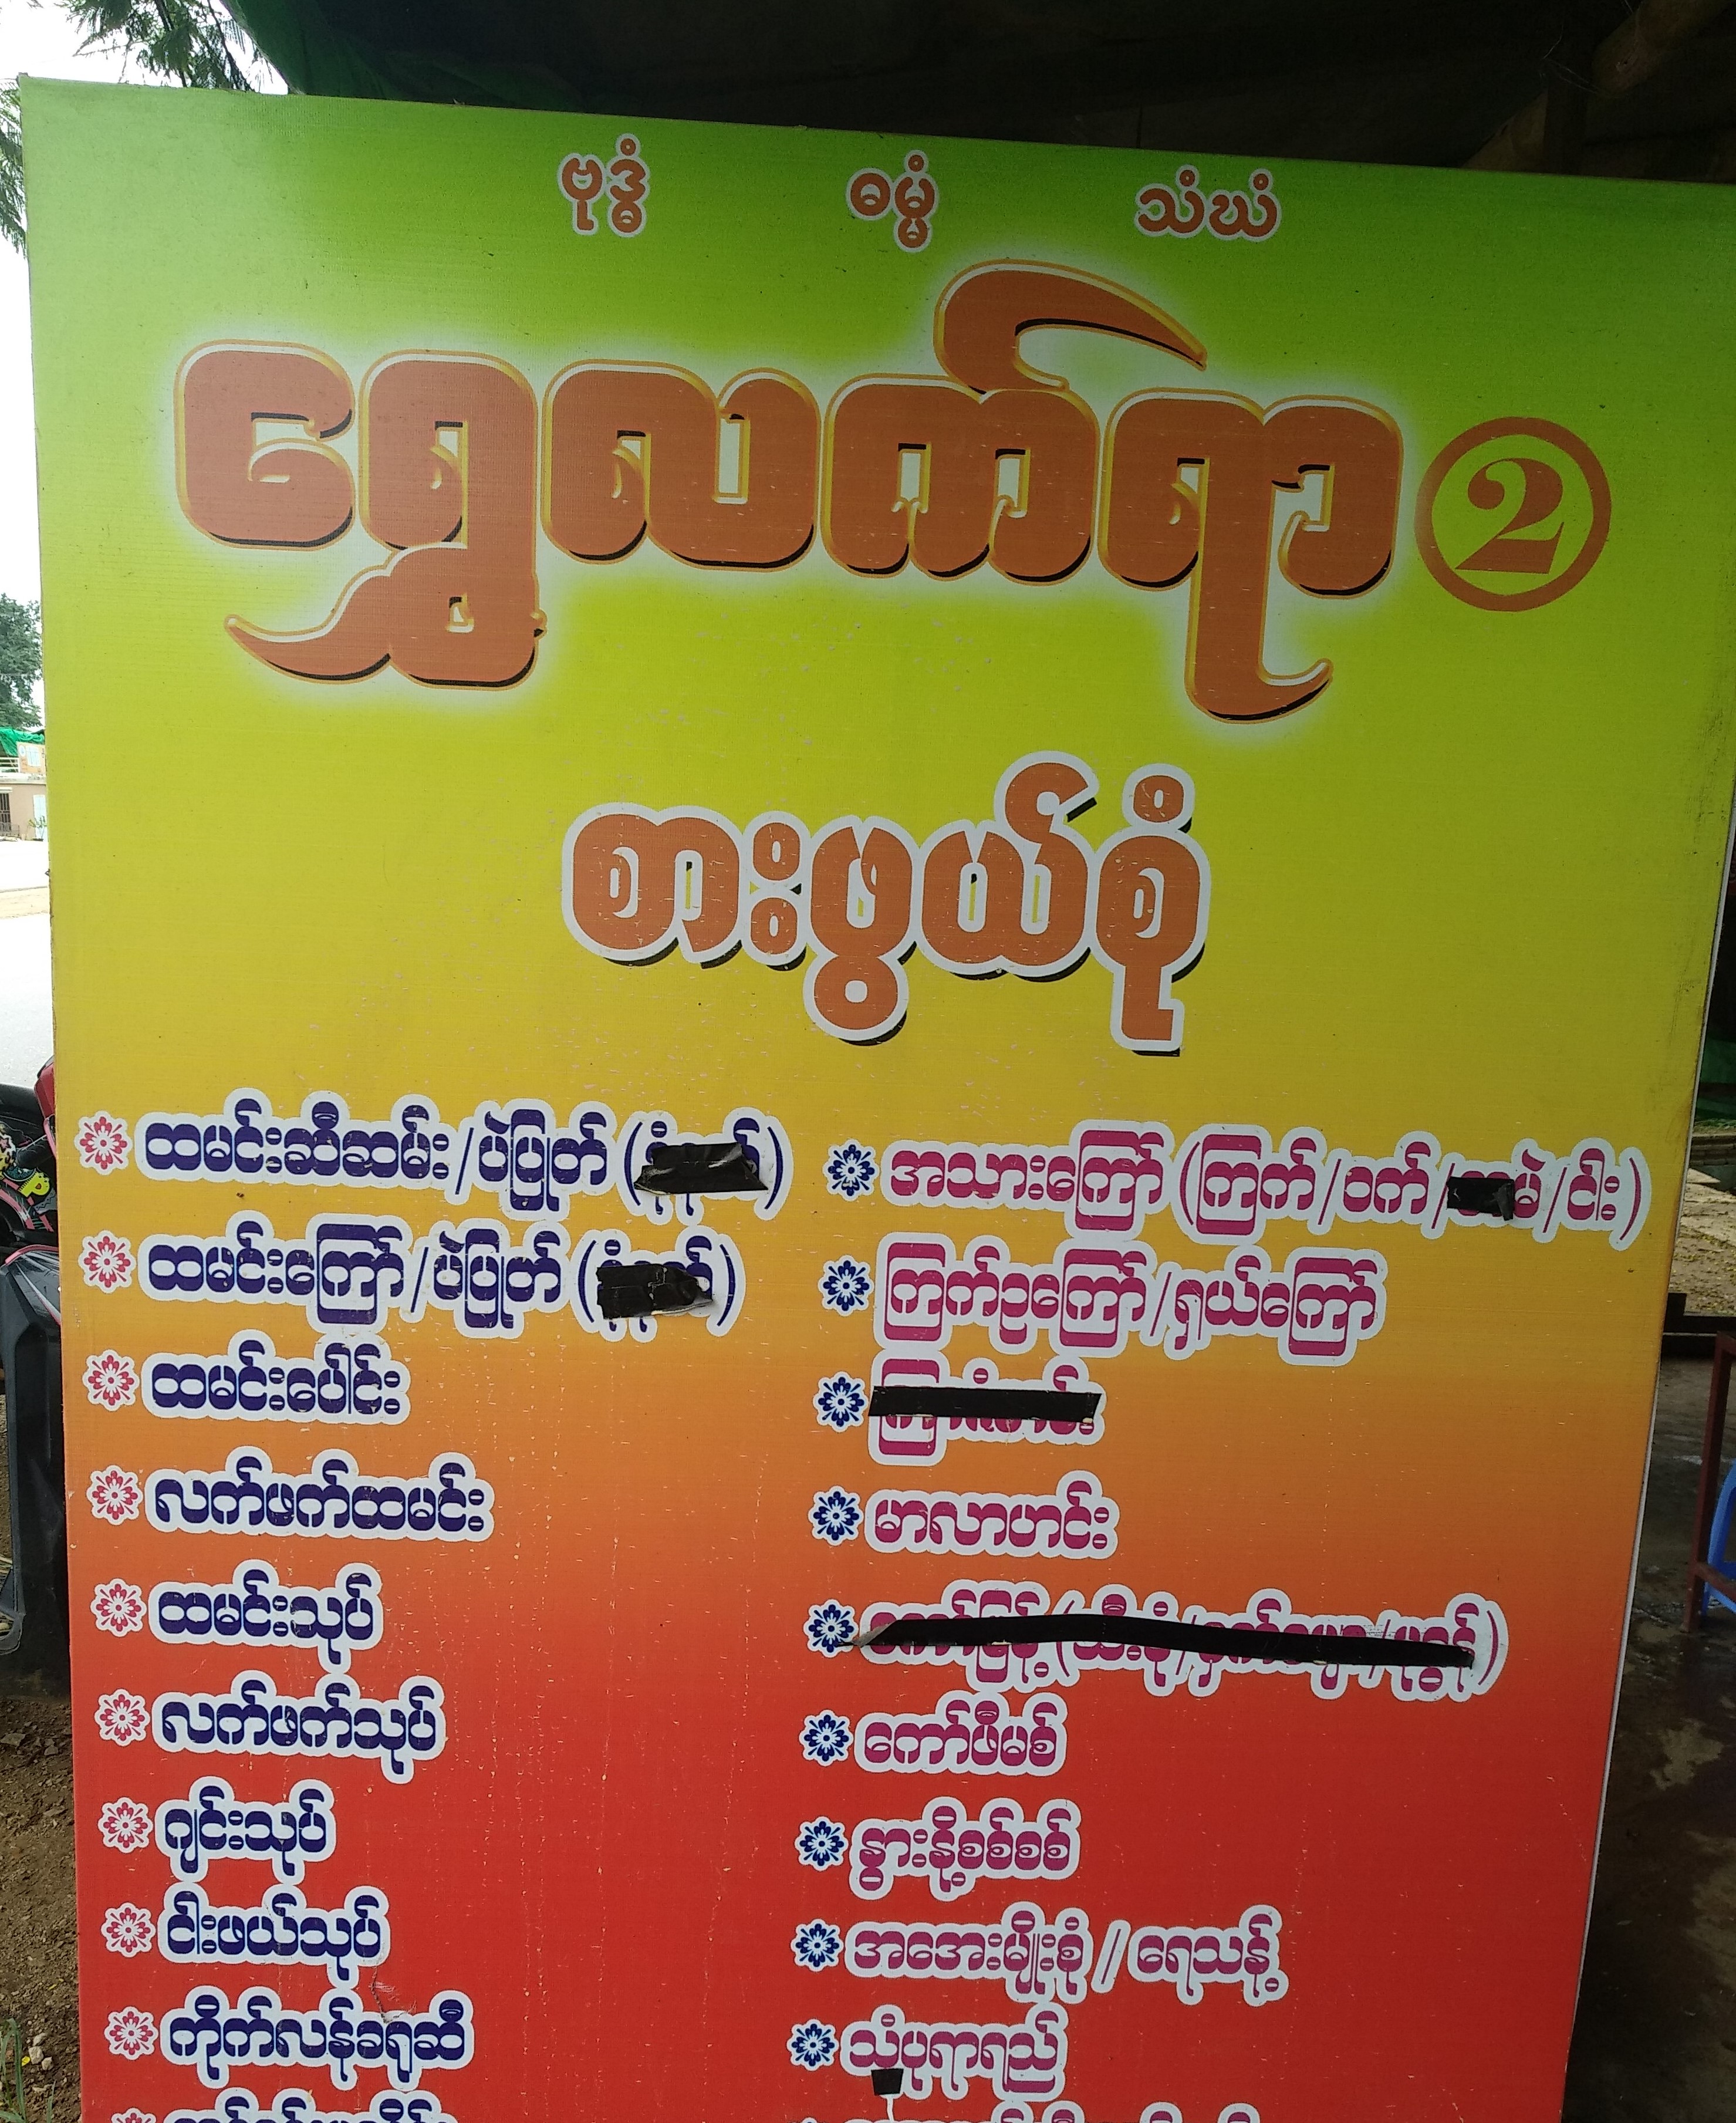 ဗုဒ္ဓံ ဓမ္မံ သံဃံ
ရွှေလက်ရာ 2
စားဖွယ်စုံ
ထမင်းဆီဆမ်း/ပဲပြုတ်
ထမင်းကြော်/ပဲပြုတ်
ထမင်းပေါင်း
လက်ဖက်ထမင်း
ထမင်းသုပ်
လက်ဖက်သုပ်
ဂျင်းသုပ်
ငါးဖယ်သုပ်
ကိုက်လန်ခရုဆီ
အသားကြော် (ကြက်/ဝက်/ /ငါး)
ကြက်ဥကြော်/ရှယ်ကြော်
မာလာဟင်း
ကော်ဖီမစ်
နွားနို့စစ်စစ်
အအေးမျိုးစုံ / ရေသန့်
သံပုရာရည်